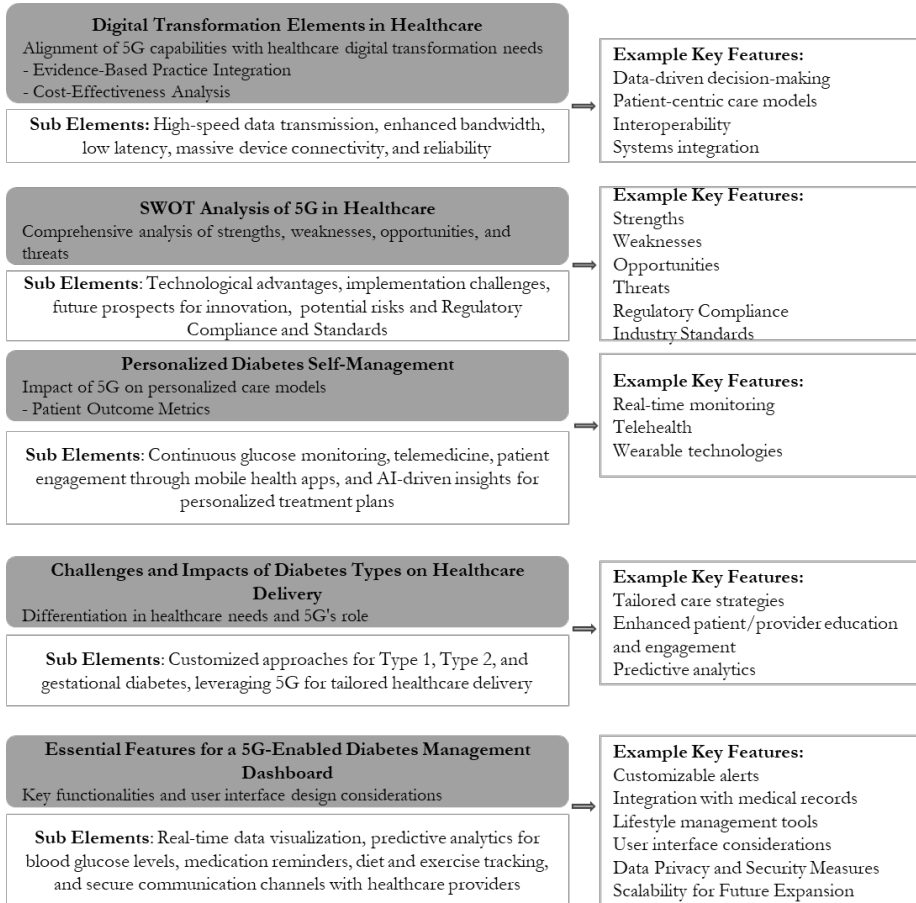 Digital Transformation Elements in Healthcare
Alignment of 5G capabilities with healthcare digital transformation needs
- Evidence-Based Practice Integration
- Cost-Effectiveness Analysis
Sub Elements: High-speed data transmission, enhanced bandwidth,
low latency, massive device connectivity, and reliability
Example Key Features:
Data-driven decision-making
Patient-centric care models
Interoperability
Systems integration
SWOT Analysis of 5G in Healthcare
Comprehensive analysis of strengths, weaknesses, opportunities, and
threats
Sub Elements: Technological advantages, implementation challenges,
future prospects for innovation, potential risks and Regulatory
Compliance and Standards
Example Key Features:
Strengths
Weaknesses
Opportunities
Threats
Regulatory Compliance
Industry Standards
Personalized Diabetes Self-Management
Impact of 5G on personalized care models
- Patient Outcome Metrics
Sub Elements: Continuous glucose monitoring, telemedicine, patient
engagement through mobile health apps, and AI-driven insights for
personalized treatment plans
Example Key Features:
Real-time monitoring
Telehealth
Wearable technologies
Challenges and Impacts of Diabetes Types on Healthcare
Delivery
Differentiation in healthcare needs and 5G's role
Sub Elements: Customized approaches for Type 1, Type 2, and
gestational diabetes, leveraging 5G for tailored healthcare delivery
Example Key Features:
Tailored care strategies
Enhanced patient/provider education
and engagement
Predictive analytics
Essential Features for a 5G-Enabled Diabetes Management
Dashboard
Key functionalities and user interface design considerations
Sub Elements: Real-time data visualization, predictive analytics for
blood glucose levels, medication reminders, diet and exercise tracking,
and secure communication channels with healthcare providers
Example Key Features:
Customizable alerts
Integration with medical records
Lifestyle management tools
User interface considerations
Data Privacy and Security Measures
Scalability for Future Expansion